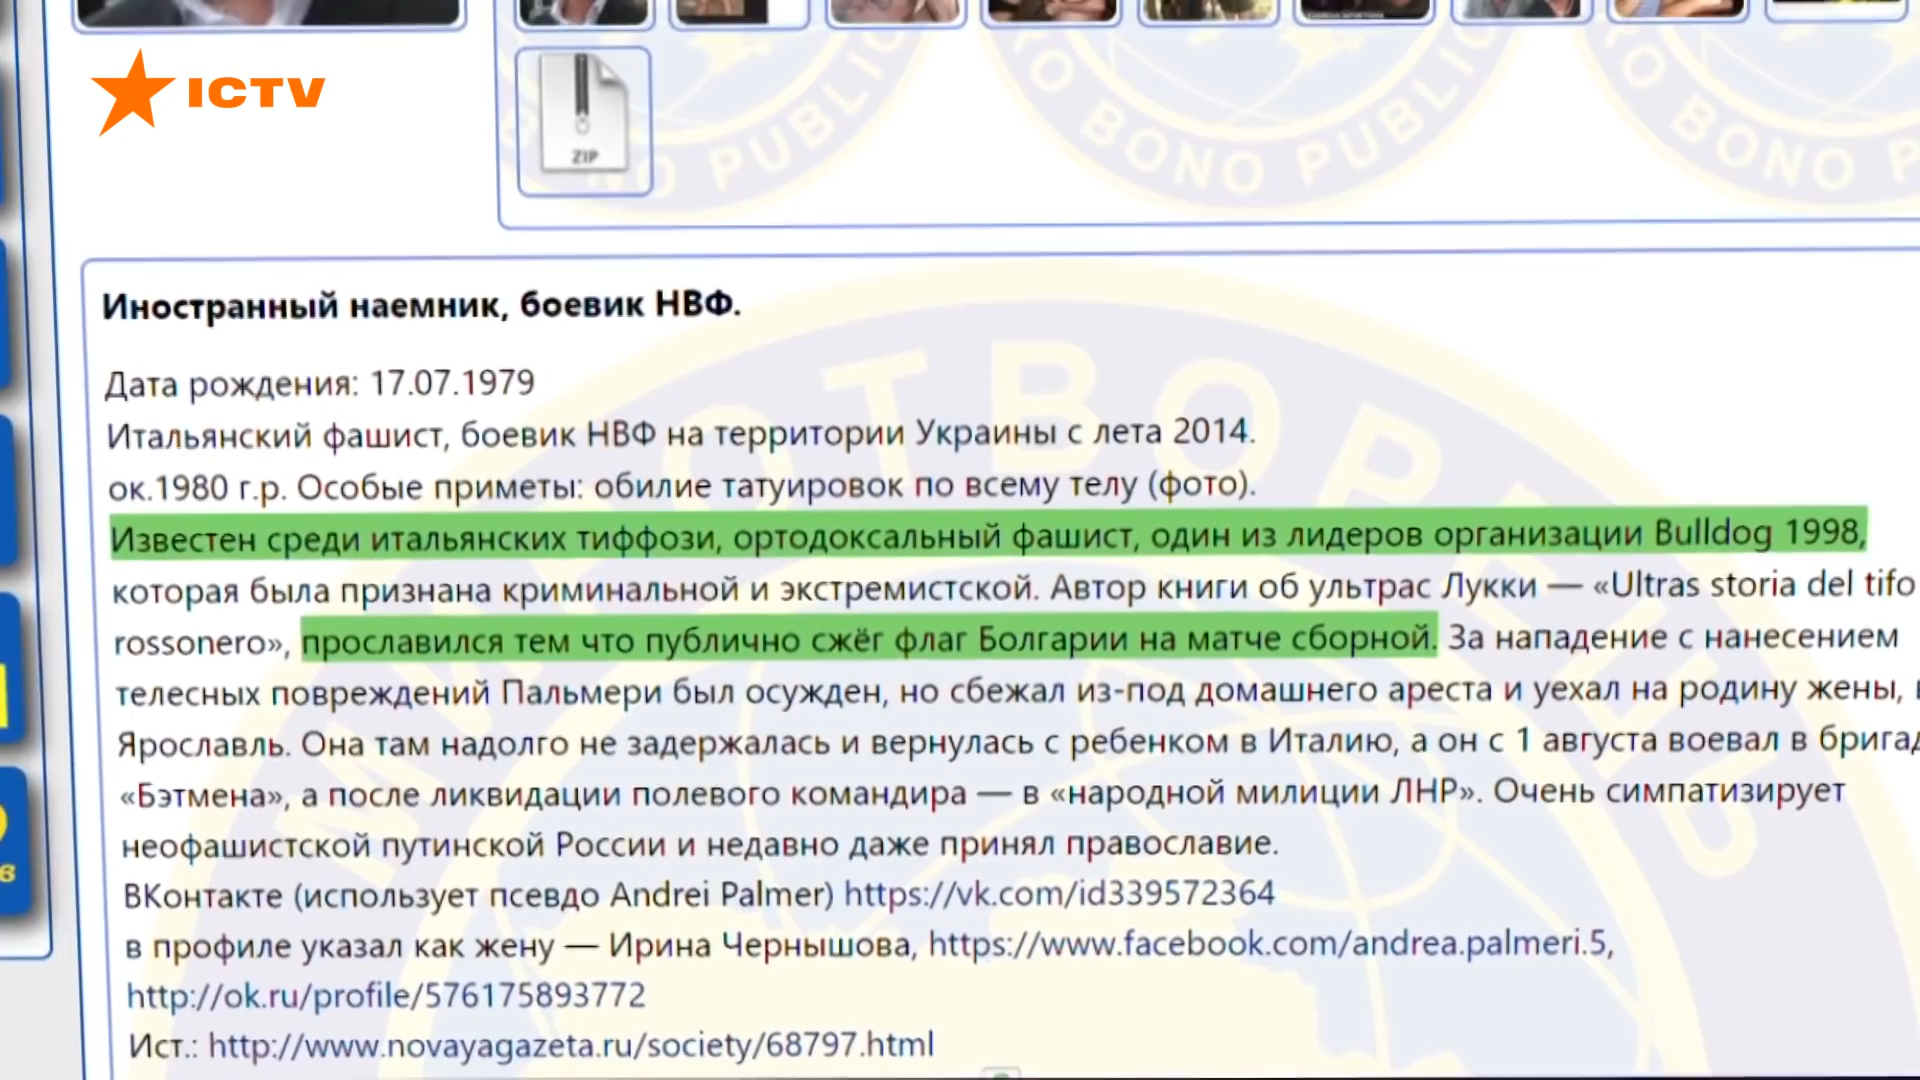 ICTV
ZIP
BONO PUBLIC
BONO PUBLIC
BONO P
МИРОТВОРЕЦЬ
Иностранный наемник, боевик НВФ.
Дата рождения: 17.07.1979
Итальянский фашист, боевик НВФ на территории Украины с лета 2014.
ок.1980 г.р. Особые приметы: обилие татуировок по всему телу (фото).
Известен среди итальянских тиффози, ортодоксальный фашист, один из лидеров организации Bulldog 1998,
которая была признана криминальной и экстремистской. Автор книги об ультрас Лукки — «Ultras storia del tifo
rossonero», прославился тем что публично сжёг флаг Болгарии на матче сборной. За нападение с нанесением
телесных повреждений Пальмери был осужден, но сбежал из-под домашнего ареста и уехал на родину жены,
Ярославль. Она там надолго не задержалась и вернулась с ребенком в Италию, а он с 1 августа воевал в бригад
«Бэтмена», а после ликвидации полевого командира — в «народной милиции ЛНР». Очень симпатизирует
неофашистской путинской России и недавно даже принял православие.
ВКонтакте (использует псевдо Andrei Palmer) https://vk.com/id339572364
в профиле указал как жену — Ирина Чернышова, https://www.facebook.com/andrea.palmeri.5,
http://ok.ru/profile/576175893772
Ист.: http://www.novayagazeta.ru/society/68797.html